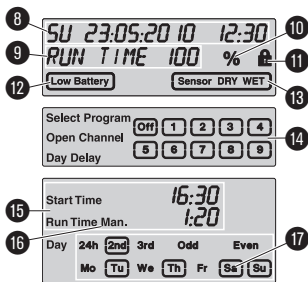 8 SU 23:05:2010 12:30 10
9 RUN TIME 100 % 11
12 Low Battery Sensor DRY WET 13
Select Program Off 1 2 3 4
Open Channel 14
Day Delay 5 6 7 8 9
15 Start Time 16:30
16 Run Time Man. 1:20
Day 24h 2nd 3rd Odd Even 17
Mo Tu We Th Fr Sa Su